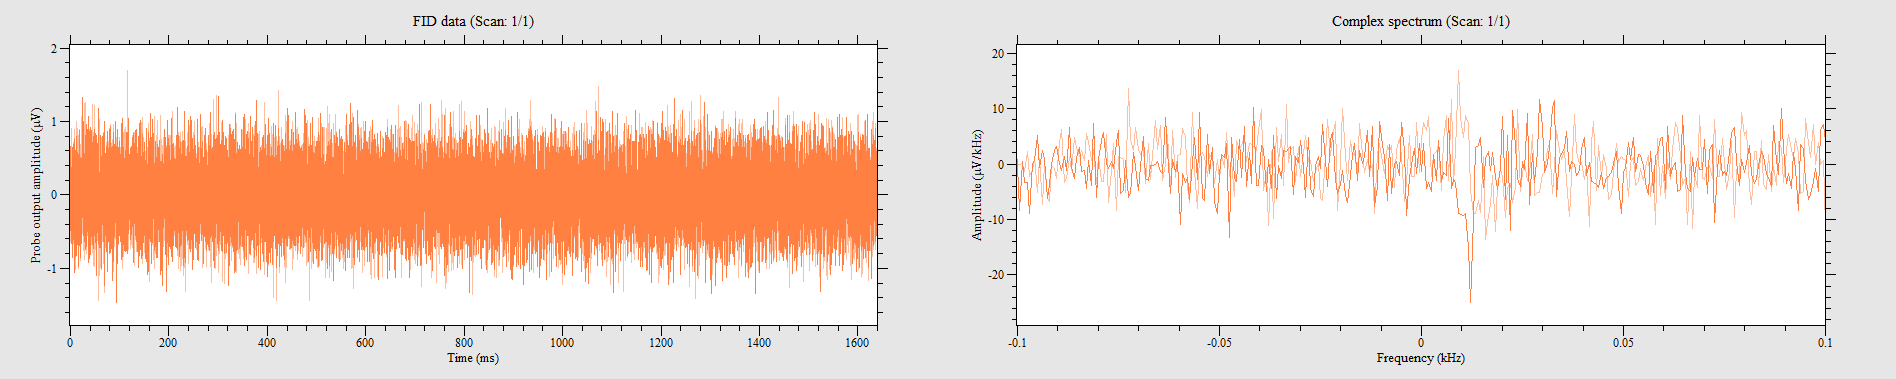 FID data (Scan: 1/1)
Probe output amplitude (µV)
2
1
0
-1
0 200 400 600 800 1000 1200 1400 1600
Time (ms)
Complex spectrum (Scan: 1/1)
Amplitude (µV/kHz)
20
10
0
-10
-20
-0.1 -0.05 0 0.05 0.1
Frequency (kHz)